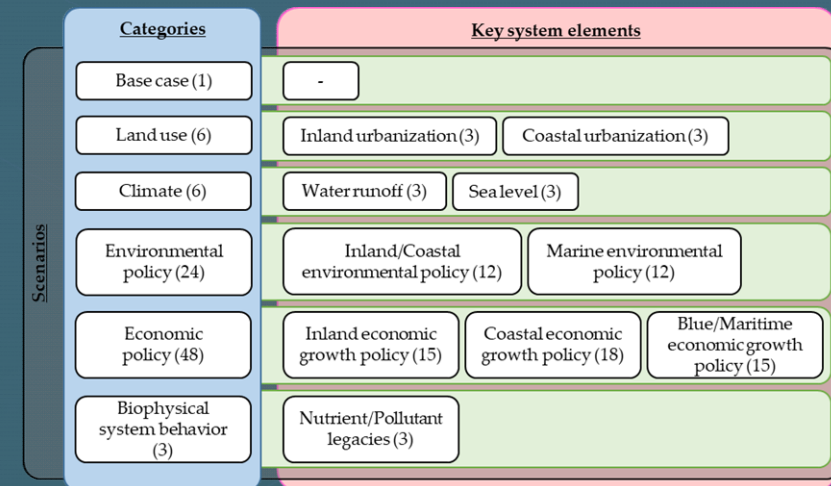 Categories
Key system elements
Scenarios
Base case (1)
-
Land use (6)
Inland urbanization (3)
Coastal urbanization (3)
Climate (6)
Water runoff (3)
Sea level (3)
Environmental
policy (24)
Inland/Coastal
environmental policy (12)
Marine environmental
policy (12)
Economic
policy (48)
Inland economic
growth policy (15)
Coastal economic
growth policy (18)
Blue/Maritime
economic growth
policy (15)
Biophysical
system behavior
(3)
Nutrient/Pollutant
legacies (3)